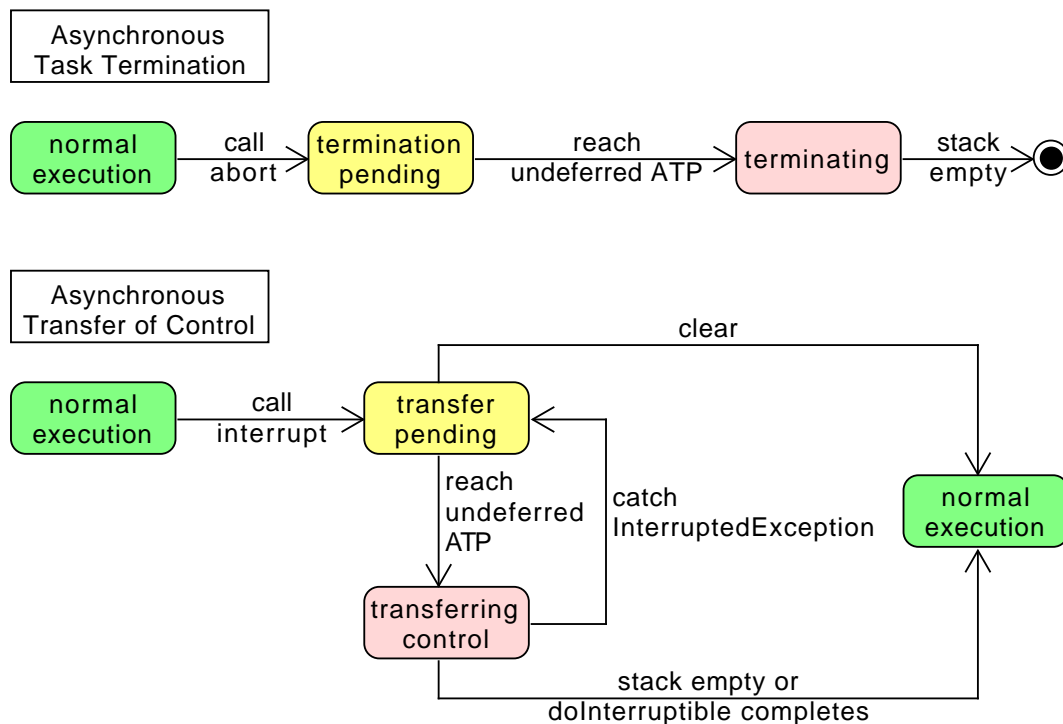 Asynchronous
Task Termination
normal
execution
call
abort
termination
pending
reach
undeferred ATP
terminating
stack
empty
Asynchronous
Transfer of Control
clear
normal
execution
call
interrupt
transfer
pending
reach
undeferred
ATP
catch
InterruptedException
normal
execution
transferring
control
stack empty or
doInterruptible completes